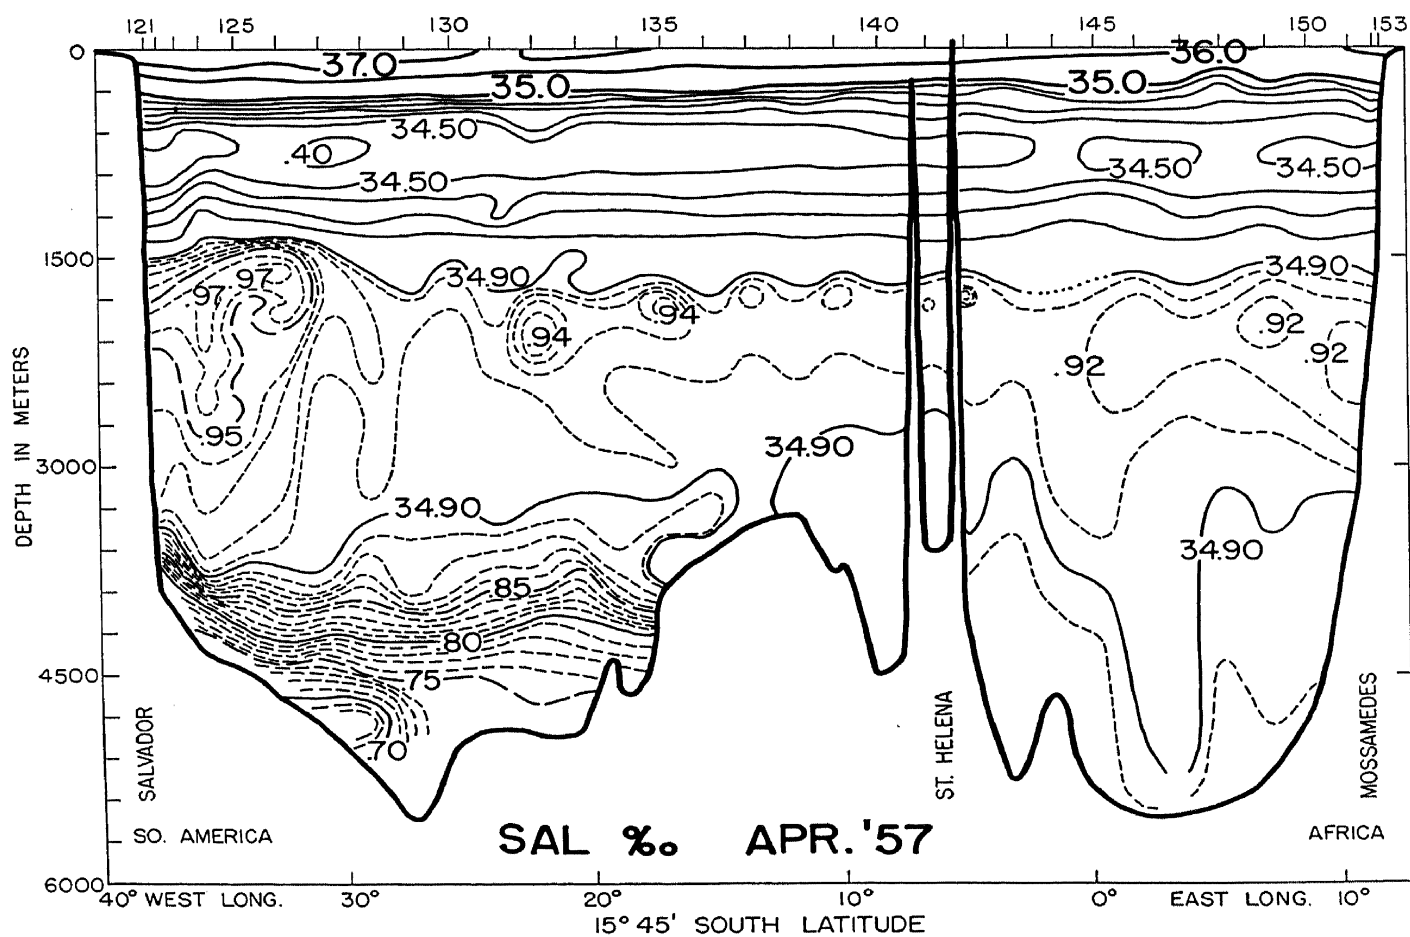 121 125 130 135 140 145 150 153
0
37.0 36.0
35.0 35.0
34.50
.40
34.50 34.50 34.50
1500
34.90 34.90
.97 .97
.94 .94
.92 .92
.92
.95
34.90
3000
34.90
34.90
.85
.80
.75
4500
.70
DEPTH IN METERS
SALVADOR
ST. HELENA
MOSSAMEDES
SO. AMERICA AFRICA
SAL ‰ APR. '57
6000
40° WEST LONG. 30° 20° 10° 0° EAST LONG. 10°
15° 45' SOUTH LATITUDE